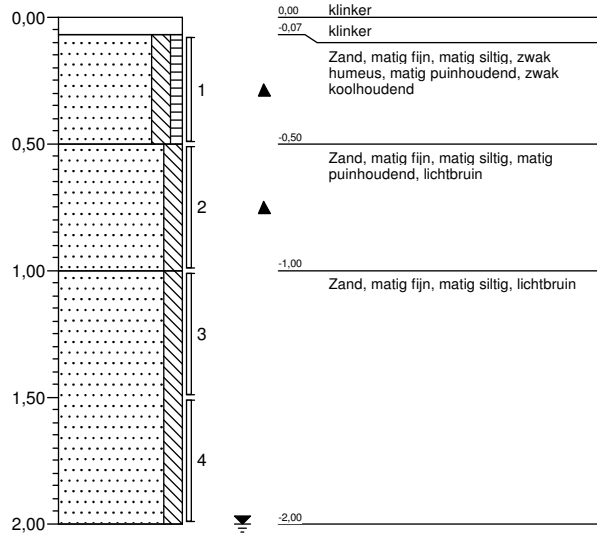 0,00
0,50
1,00
1,50
2,00
1
2
3
4
0,00 klinker
-0,07 klinker
Zand, matig fijn, matig siltig, zwak
humeus, matig puinhoudend, zwak
koolhoudend
-0,50
Zand, matig fijn, matig siltig, matig
puinhoudend, lichtbruin
-1,00
Zand, matig fijn, matig siltig, lichtbruin
-2,00